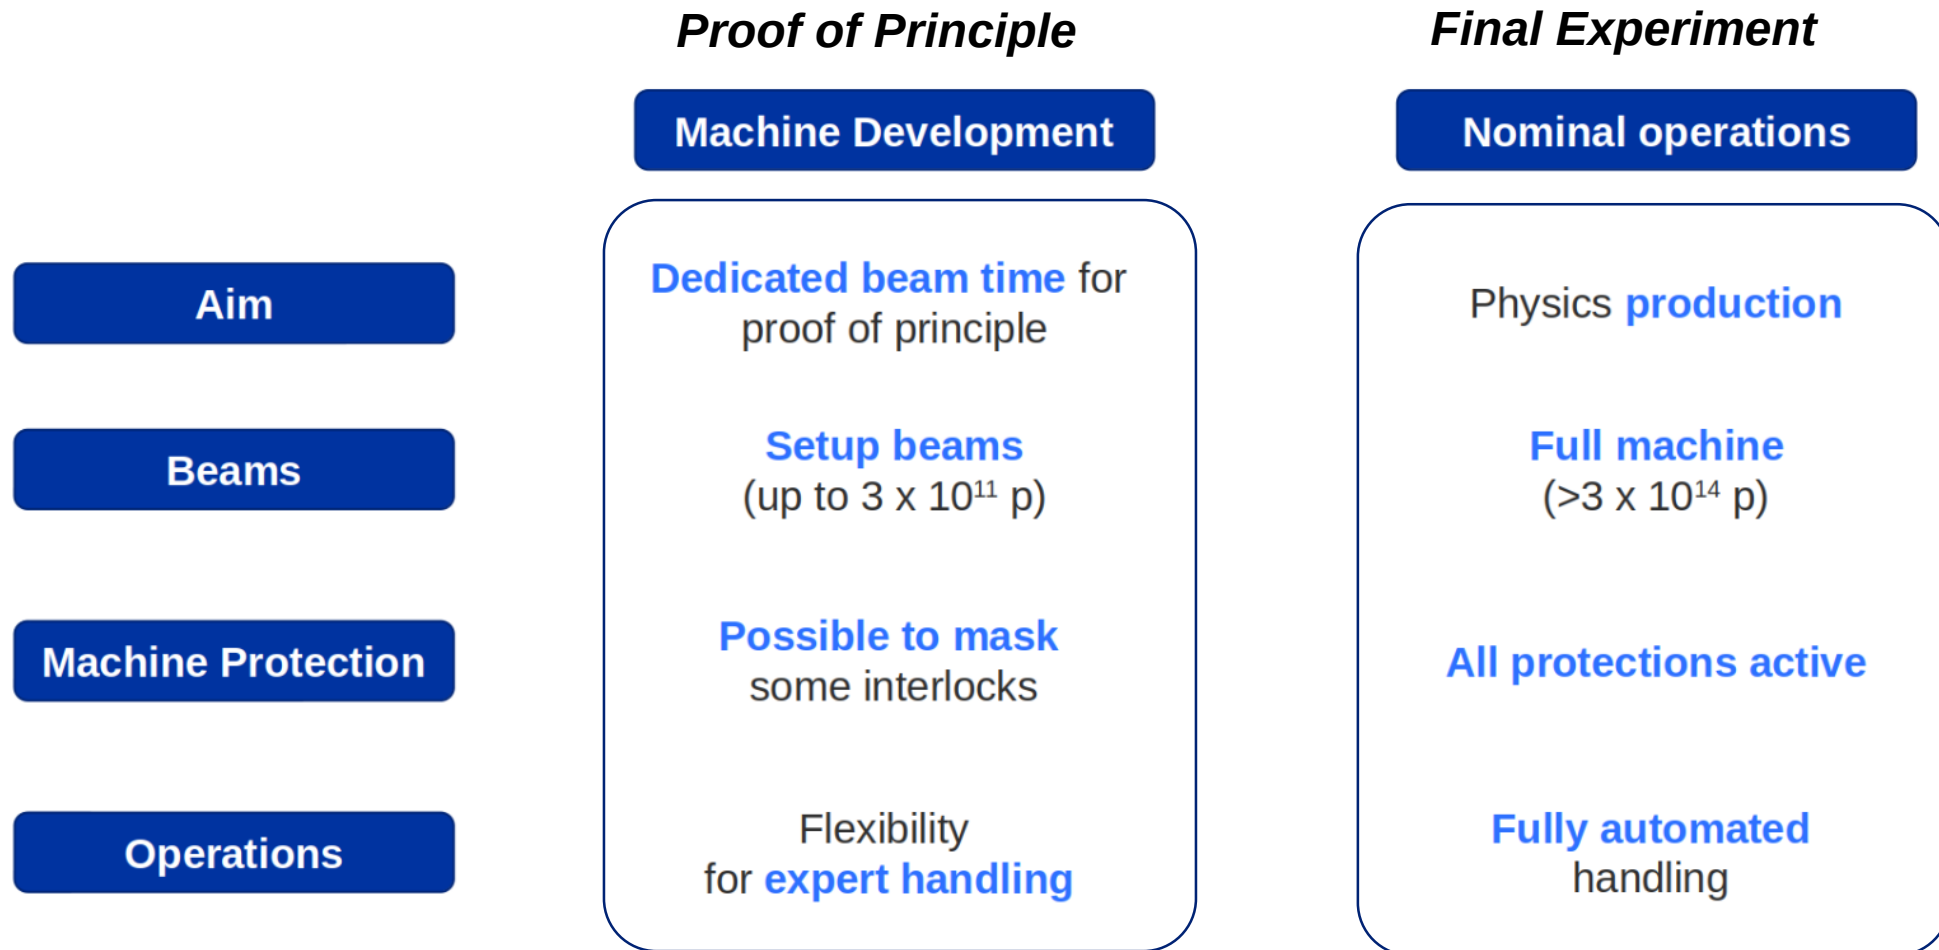 Proof of Principle
Final Experiment
Machine Development
Nominal operations
Aim
Dedicated beam time for
proof of principle
Physics production
Beams
Setup beams
(up to 3 x 10¹¹ p)
Full machine
(>3 x 10¹⁴ p)
Machine Protection
Possible to mask
some interlocks
All protections active
Operations
Flexibility
for expert handling
Fully automated
handling